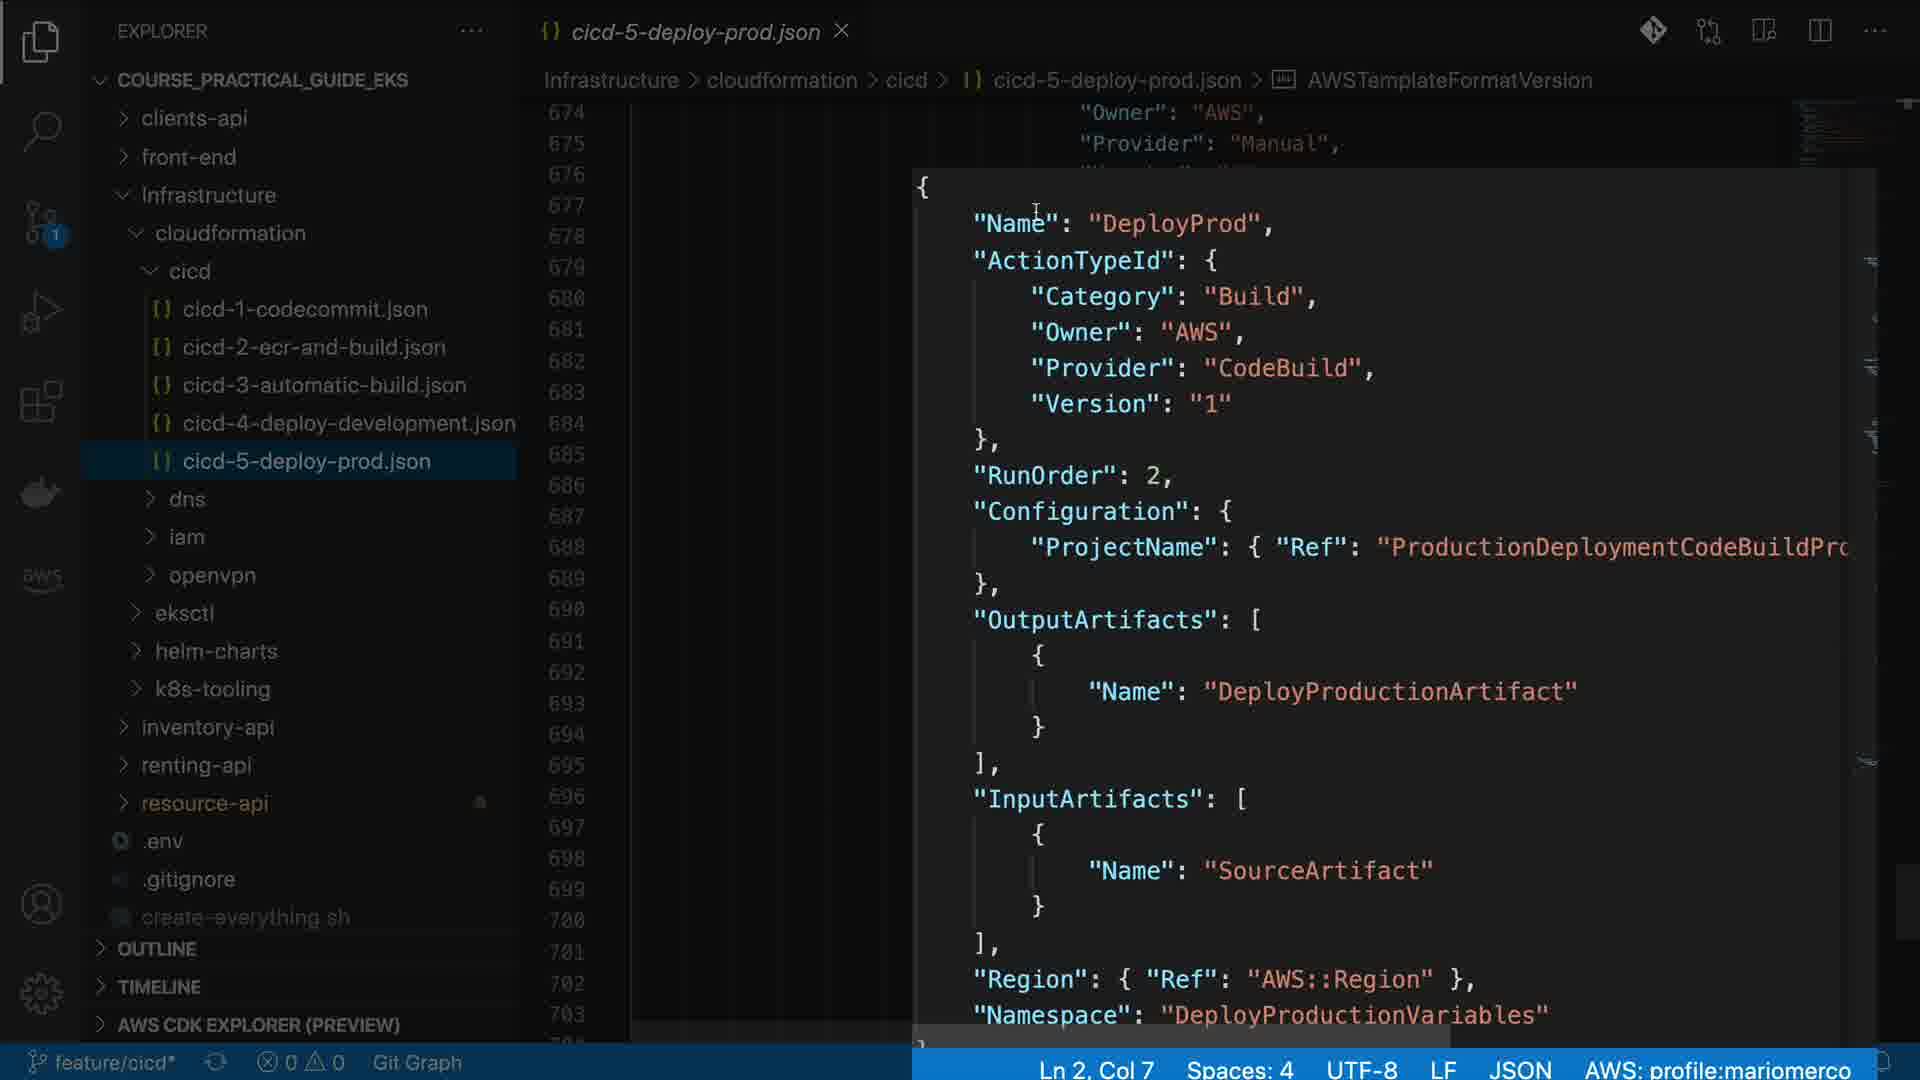 EXPLORER
COURSE_PRACTICAL_GUIDE_EKS
clients-api
front-end
Infrastructure
cloudformation
cicd
{} cicd-1-codecommit.json
{} cicd-2-ecr-and-build.json
{} cicd-3-automatic-build.json
{} cicd-4-deploy-development.json
{} cicd-5-deploy-prod.json
dns
iam
openvpn
eksctl
helm-charts
k8s-tooling
inventory-api
renting-api
resource-api
.env
.gitignore
create-everything.sh
OUTLINE
TIMELINE
AWS CDK EXPLORER (PREVIEW)
1
aws
{} cicd-5-deploy-prod.json
Infrastructure > cloudformation > cicd > {} cicd-5-deploy-prod.json > AWSTemplateFormatVersion
674 "Owner": "AWS",
675 "Provider": "Manual",
676
677
678
679
680
681
682
683
684
685
686
687
688
689
690
691
692
693
694
695
696
697
698
699
700
701
702
703
{
"Name": "DeployProd",
"ActionTypeId": {
"Category": "Build",
"Owner": "AWS",
"Provider": "CodeBuild",
"Version": "1"
},
"RunOrder": 2,
"Configuration": {
"ProjectName": { "Ref": "ProductionDeploymentCodeBuildPro
},
"OutputArtifacts": [
{
"Name": "DeployProductionArtifact"
}
],
"InputArtifacts": [
{
"Name": "SourceArtifact"
}
],
"Region": { "Ref": "AWS::Region" },
"Namespace": "DeployProductionVariables"
feature/cicd* 0 0 Git Graph
Ln 2, Col 7 Spaces: 4 UTF-8 LF JSON AWS: profile:mariomerco